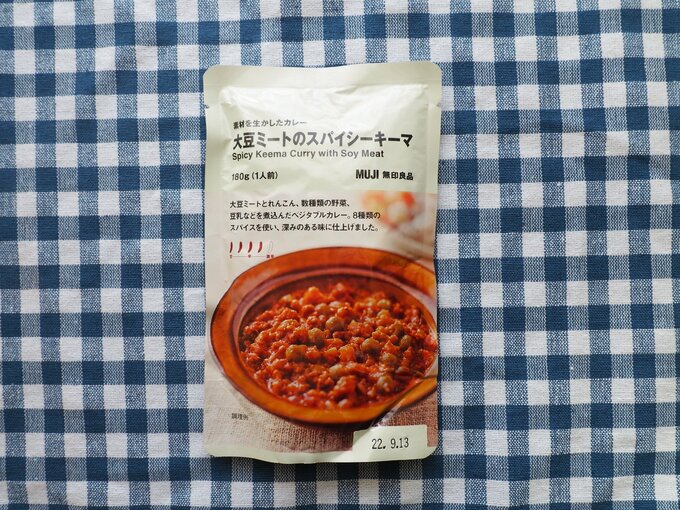 素材を生かしたカレー
大豆ミートのスパイシーキーマ
Spicy Keema Curry with Soy Meat
180g(1人前) MUJI 無印良品
大豆ミートとれんこん、数種類の野菜、
豆乳などを煮込んだベジタブルカレー。8種類の
スパイスを使い、深みのある味に仕上げました。
調理例
22. 9.13